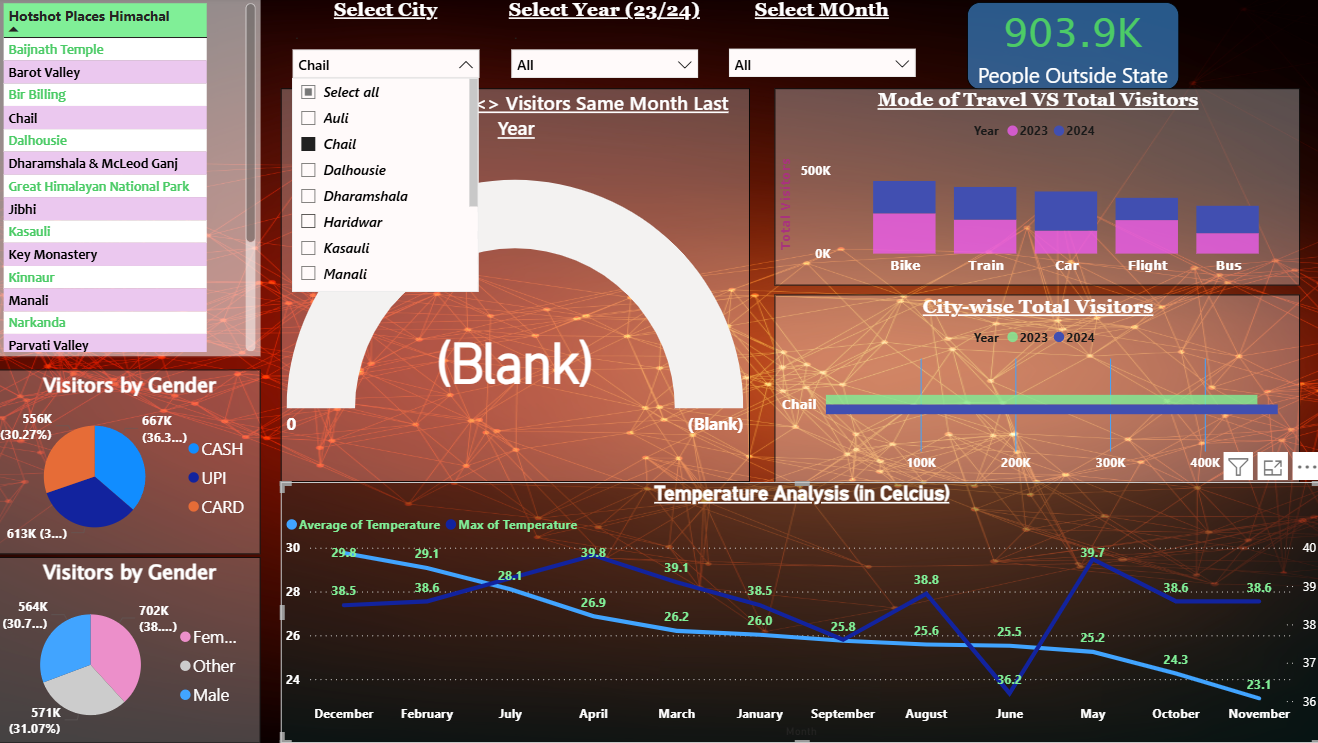 Hotshot Places Himachal
Baijnath Temple
Barot Valley
Bir Billing
Chail
Dalhousie
Dharamshala & McLeod Ganj
Great Himalayan National Park
Jibhi
Kasauli
Key Monastery
Kinnaur
Manali
Narkanda
Parvati Valley
Select City
Chail
Select all
Auli
Chail
Dalhousie
Dharamshala
Haridwar
Kasauli
Manali
Select Year (23/24)
All
Select MOnth
All
903.9K
People Outside State
<> Visitors Same Month Last
Year
(Blank)
0
(Blank)
Mode of Travel VS Total Visitors
Year 2023 2024
Total Visitors
500K
0K
Bike Train Car Flight Bus
City-wise Total Visitors
Year 2023 2024
Chail
100K 200K 300K 400K
Visitors by Gender
556K
(30.27%)
667K
(36.3...)
613K (3...)
CASH
UPI
CARD
Visitors by Gender
564K
(30.7...)
702K
(38....)
571K
(31.07%)
Fem...
Other
Male
Temperature Analysis (in Celcius)
Average of Temperature Max of Temperature
30
28
26
24
40
39
38
37
36
29.8 29.1 28.1 26.9 26.2 26.0 25.8 25.6 25.5 25.2 24.3 23.1
38.5 38.6 39.8 39.1 38.5 38.8 36.2 39.7 38.6 38.6
December February July April March January September August June May October November
Month